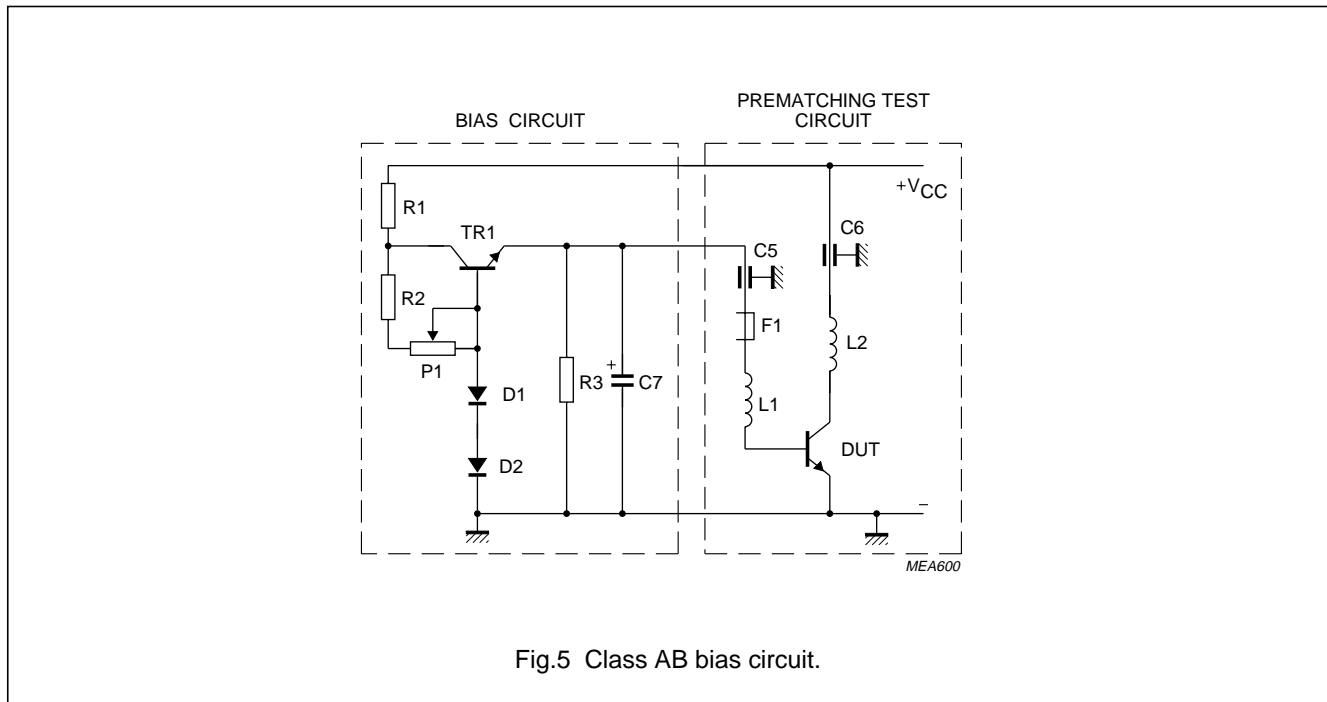 PREMATCHING TEST
CIRCUIT
BIAS CIRCUIT
+VCC
R1
TR1
C6
C5
R2
F1
L2
P1
D1
+
R3
C7
L1
D2
DUT
–
MEA600
Fig.5 Class AB bias circuit.